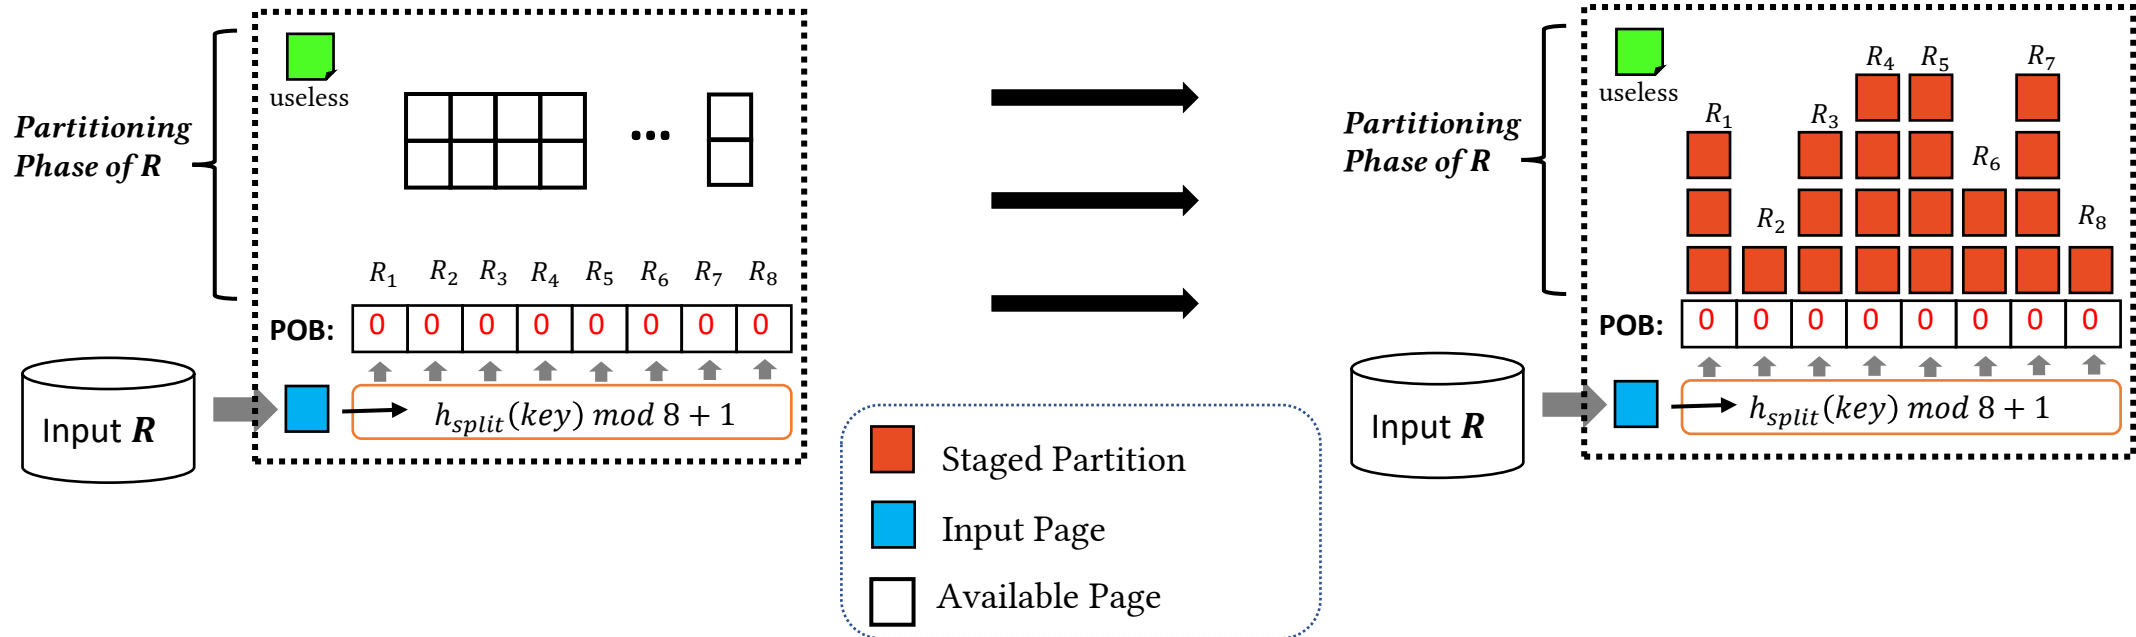 useless
Partitioning
Phase of R
...
R₁ R₂ R₃ R₄ R₅ R₆ R₇ R₈
POB: 0 0 0 0 0 0 0 0
Input R
h_split(key) mod 8 + 1
Staged Partition
Input Page
Available Page
useless
Partitioning
Phase of R
R₁ R₂ R₃ R₄ R₅ R₆ R₇ R₈
POB: 0 0 0 0 0 0 0 0
Input R
h_split(key) mod 8 + 1